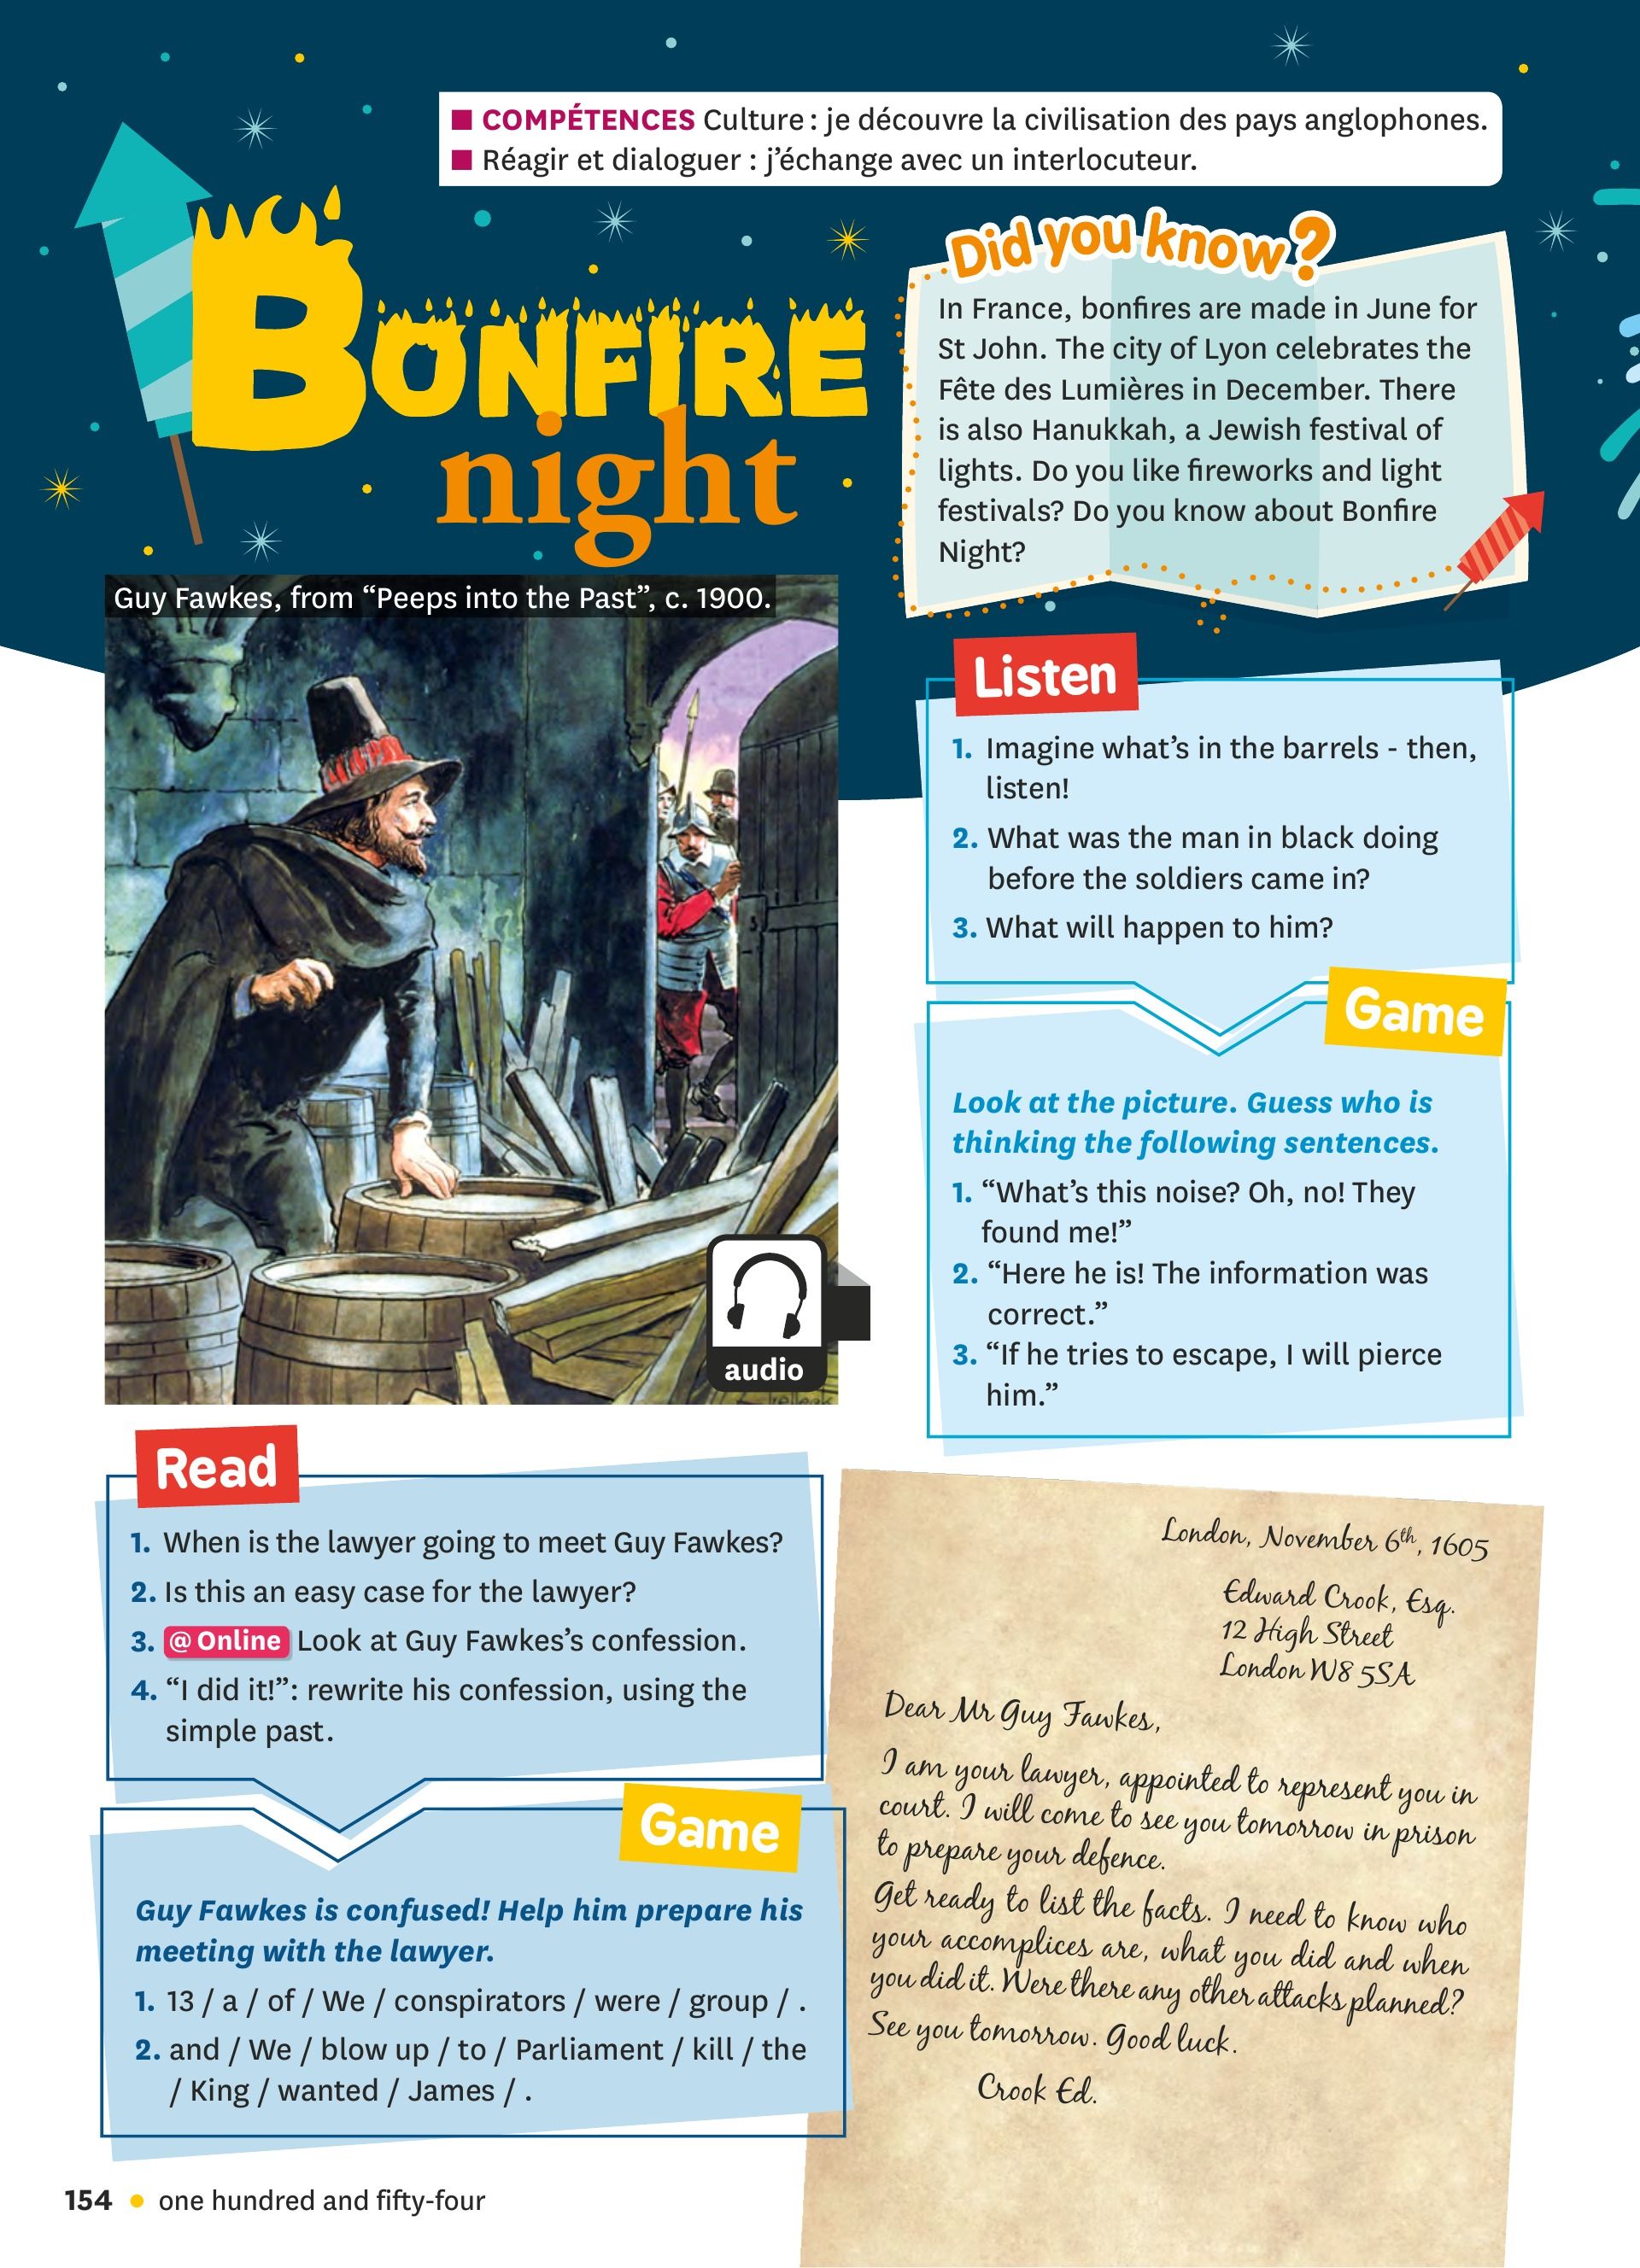 ■ COMPÉTENCES Culture : je découvre la civilisation des pays anglophones.
■ Réagir et dialoguer : j’échange avec un interlocuteur.
BONFIRE
night
Did you know?
In France, bonfires are made in June for
St John. The city of Lyon celebrates the
Fête des Lumières in December. There
is also Hanukkah, a Jewish festival of
lights. Do you like fireworks and light
festivals? Do you know about Bonfire
Night?
Guy Fawkes, from “Peeps into the Past”, c. 1900.
audio
Listen
1. Imagine what’s in the barrels - then,
listen!
2. What was the man in black doing
before the soldiers came in?
3. What will happen to him?
Game
Look at the picture. Guess who is
thinking the following sentences.
1. “What’s this noise? Oh, no! They
found me!”
2. “Here he is! The information was
correct.”
3. “If he tries to escape, I will pierce
him.”
Read
1. When is the lawyer going to meet Guy Fawkes?
2. Is this an easy case for the lawyer?
3. @ Online Look at Guy Fawkes’s confession.
4. “I did it!”: rewrite his confession, using the
simple past.
Game
Guy Fawkes is confused! Help him prepare his
meeting with the lawyer.
1. 13 / a / of / We / conspirators / were / group / .
2. and / We / blow up / to / Parliament / kill / the
/ King / wanted / James / .
London, November 6th, 1605
Edward Crook, Esq.
12 High Street
London W8 5SA
Dear Mr Guy Fawkes,
I am your lawyer, appointed to represent you in
court. I will come to see you tomorrow in prison
to prepare your defence.
Get ready to list the facts. I need to know who
your accomplices are, what you did and when
you did it. Were there any other attacks planned?
See you tomorrow. Good luck.
Crook Ed.
154 • one hundred and fifty-four